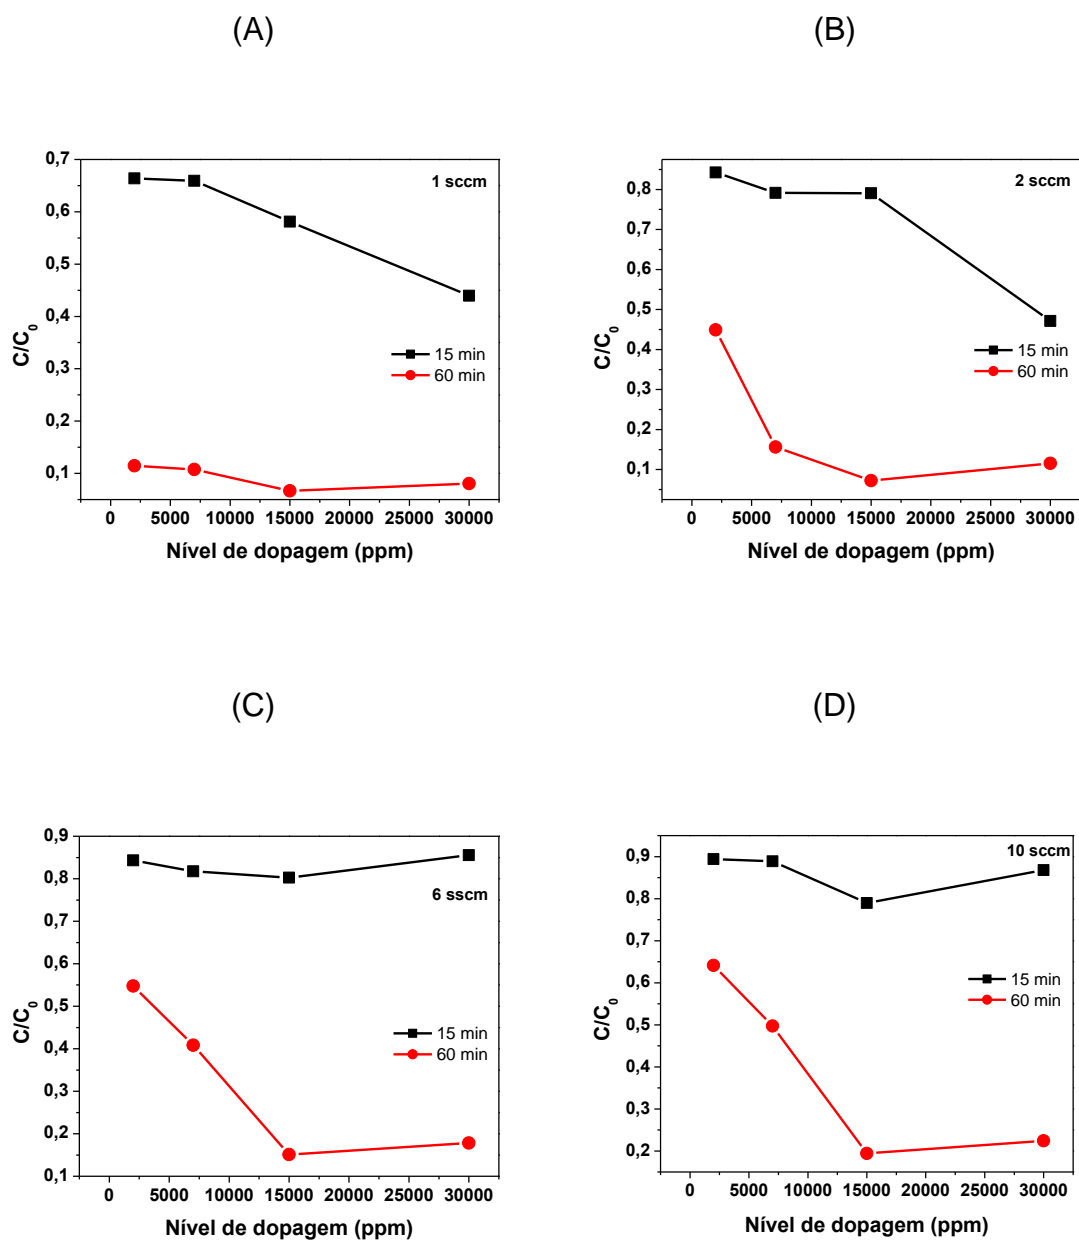 (A)
0,7
0,6
0,5
0,4
0,3
0,2
0,1
C/C0
1 sccm
15 min
60 min
0 5000 10000 15000 20000 25000 30000
Nível de dopagem (ppm)
(B)
0,8
0,7
0,6
0,5
0,4
0,3
0,2
0,1
C/C0
2 sccm
15 min
60 min
0 5000 10000 15000 20000 25000 30000
Nível de dopagem (ppm)
(C)
0,9
0,8
0,7
0,6
0,5
0,4
0,3
0,2
0,1
C/C0
6 sscm
15 min
60 min
0 5000 10000 15000 20000 25000 30000
Nível de dopagem (ppm)
(D)
0,9
0,8
0,7
0,6
0,5
0,4
0,3
0,2
C/C0
10 sccm
15 min
60 min
0 5000 10000 15000 20000 25000 30000
Nível de dopagem (ppm)